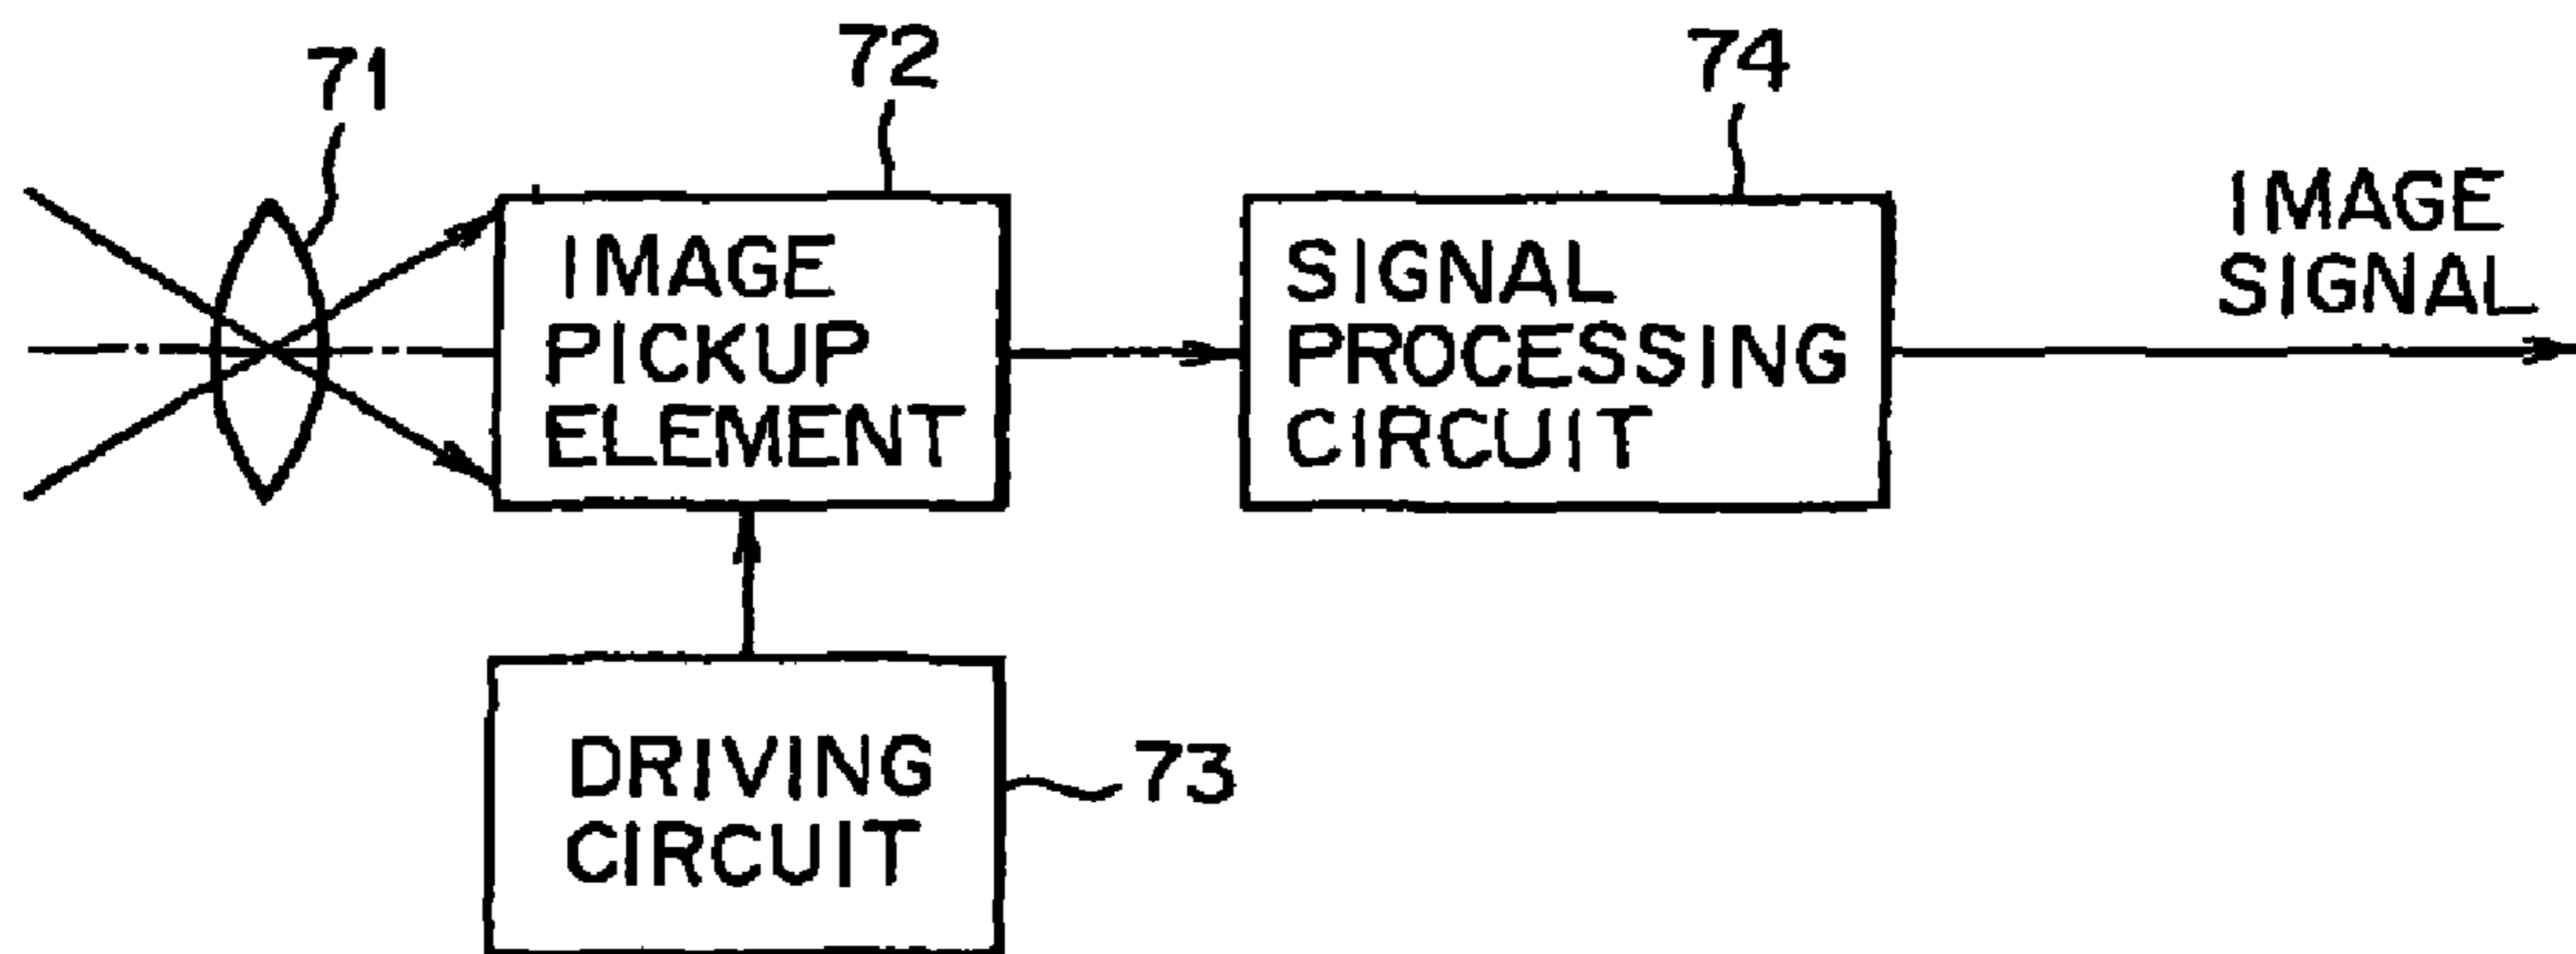 71
72
74
IMAGE
PICKUP
ELEMENT
SIGNAL
PROCESSING
CIRCUIT
IMAGE
SIGNAL
DRIVING
CIRCUIT
73